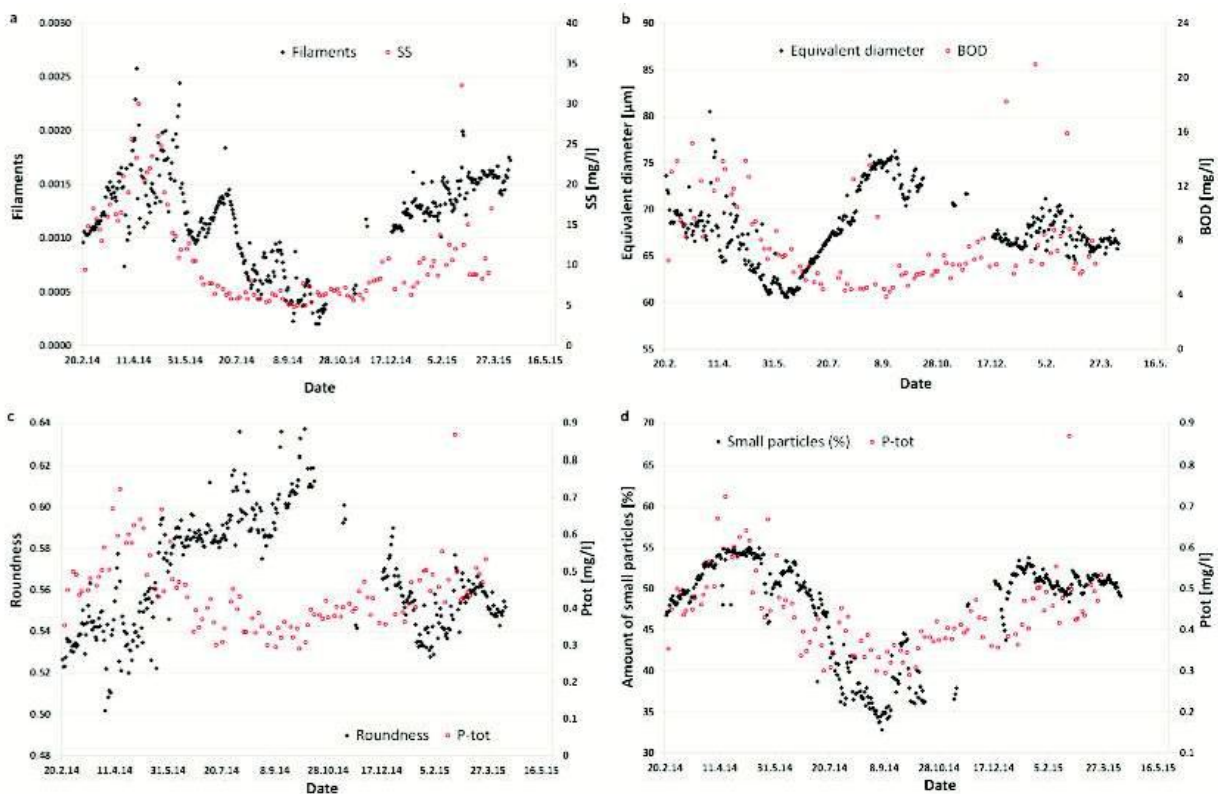 a
0.0030
0.0025
0.0020
0.0015
0.0010
0.0005
0.0000
Filaments
Filaments
SS
40
35
30
25
20
15
10
5
0
SS [mg/l]
20.2.14 11.4.14 31.5.14 20.7.14 8.9.14 28.10.14 17.12.14 5.2.15 27.3.15 16.5.15
Date
b
90
85
80
75
70
65
60
55
Equivalent diameter [µm]
Equivalent diameter
BOD
24
20
16
12
8
4
0
BOD [mg/l]
20.2. 11.4. 31.5. 20.7. 8.9. 28.10. 17.12. 5.2. 27.3. 16.5.
Date
c
0.64
0.62
0.60
0.58
0.56
0.54
0.52
0.50
0.48
Roundness
Roundness
P-tot
0.9
0.8
0.7
0.6
0.5
0.4
0.3
0.2
0.1
0
Ptot [mg/l]
20.2.14 11.4.14 31.5.14 20.7.14 8.9.14 28.10.14 17.12.14 5.2.15 27.3.15 16.5.15
Date
d
70
65
60
55
50
45
40
35
30
Amount of small particles [%]
Small particles (%)
P-tot
0.9
0.8
0.7
0.6
0.5
0.4
0.3
0.2
0.1
Ptot [mg/l]
20.2.14 11.4.14 31.5.14 20.7.14 8.9.14 28.10.14 17.12.14 5.2.15 27.3.15 16.5.15
Date